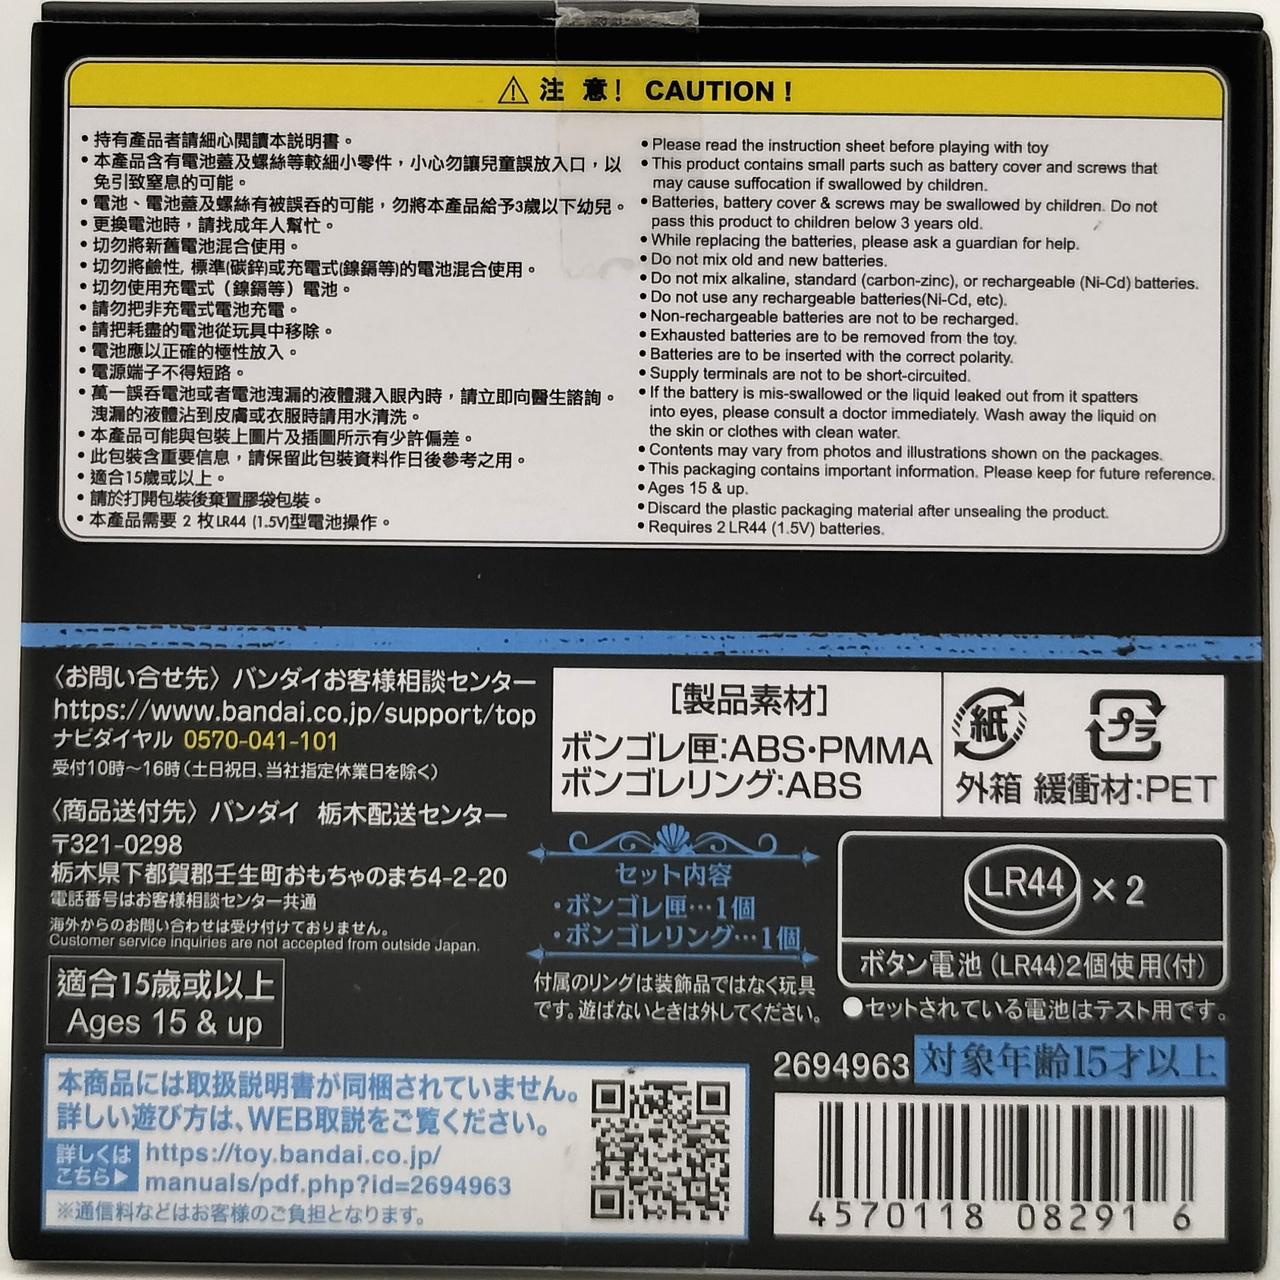 ⚠ 注 意! CAUTION !
• 持有產品者請細心閱讀本說明書。
• 本產品含有電池蓋及螺絲等較細小零件，小心勿讓兒童誤放入口，以
免引致窒息的可能。
• 電池、電池蓋及螺絲有被誤吞的可能，勿將本產品給予3歲以下幼兒。
• 更換電池時，請找成年人幫忙。
• 切勿將新舊電池混合使用。
• 切勿將鹼性, 標準(碳鋅)或充電式(鎳鎘等)的電池混合使用。
• 切勿使用充電式（鎳鎘等）電池。
• 請勿把非充電式電池充電。
• 請把耗盡的電池從玩具中移除。
• 電池應以正確的極性放入。
• 電源端子不得短路。
• 萬一誤吞電池或者電池洩漏的液體濺入眼內時，請立即向醫生諮詢。
洩漏的液體沾到皮膚或衣服時請用水清洗。
• 本產品可能與包裝上圖片及插圖所示有少許偏差。
• 此包裝含重要信息，請保留此包裝資料作日後參考之用。
• 適合15歲或以上。
• 請於打開包裝後棄置膠袋包裝。
• 本產品需要 2 枚LR44 (1.5V)型電池操作。
• Please read the instruction sheet before playing with toy
• This product contains small parts such as battery cover and screws that
may cause suffocation if swallowed by children.
• Batteries, battery cover & screws may be swallowed by children. Do not
pass this product to children below 3 years old.
• While replacing the batteries, please ask a guardian for help.
• Do not mix old and new batteries.
• Do not mix alkaline, standard (carbon-zinc), or rechargeable (Ni-Cd) batteries.
• Do not use any rechargeable batteries(Ni-Cd, etc).
• Non-rechargeable batteries are not to be recharged.
• Exhausted batteries are to be removed from the toy.
• Batteries are to be inserted with the correct polarity.
• Supply terminals are not to be short-circuited.
• If the battery is mis-swallowed or the liquid leaked out from it spatters
into eyes, please consult a doctor immediately. Wash away the liquid on
the skin or clothes with clean water.
• Contents may vary from photos and illustrations shown on the packages.
• This packaging contains important information. Please keep for future reference.
• Ages 15 & up.
• Discard the plastic packaging material after unsealing the product.
• Requires 2 LR44 (1.5V) batteries.
〈お問い合せ先〉バンダイお客様相談センター
https://www.bandai.co.jp/support/top
ナビダイヤル 0570-041-101
受付10時〜16時(土日祝日、当社指定休業日を除く)
〈商品送付先〉バンダイ 栃木配送センター
〒321-0298
栃木県下都賀郡壬生町おもちゃのまち4-2-20
電話番号はお客様相談センター共通
海外からのお問い合わせは受け付けておりません。
Customer service inquiries are not accepted from outside Japan.
適合15歲或以上
Ages 15 & up
[製品素材]
ボンゴレ匣:ABS・PMMA
ボンゴレリング:ABS
紙
プラ
外箱 緩衝材:PET
セット内容
・ボンゴレ匣…1個
・ボンゴレリング…1個
付属のリングは装飾品ではなく玩具
です。遊ばないときは外してください。
LR44 ×2
ボタン電池(LR44)2個使用(付)
●セットされている電池はテスト用です。
2694963 対象年齢15才以上
本商品には取扱説明書が同梱されていません。
詳しい遊び方は、WEB取説をご覧ください。
詳しくは
こちら▶
https://toy.bandai.co.jp/
manuals/pdf.php?id=2694963
※通信料などはお客様のご負担となります。
4570118 08291 6